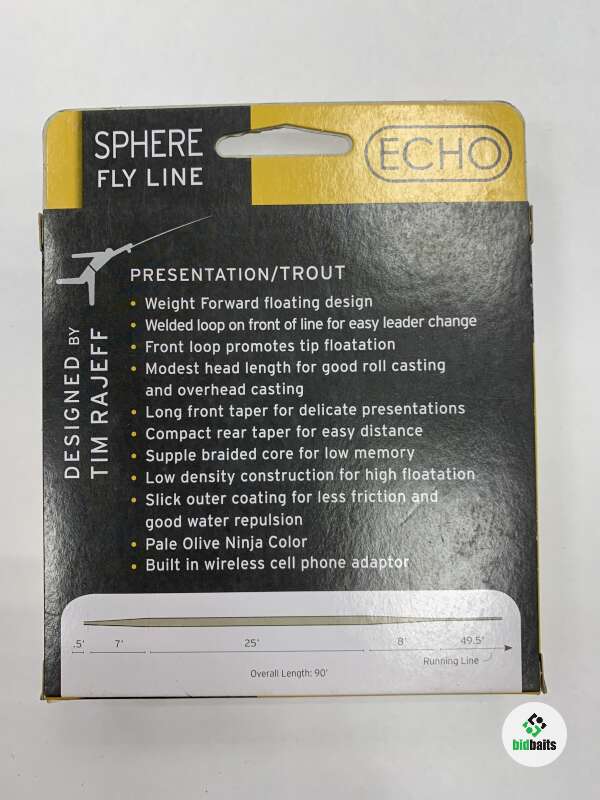 SPHERE
FLY LINE
ECHO
DESIGNED BY
TIM RAJEFF
PRESENTATION/TROUT
• Weight Forward floating design
• Welded loop on front of line for easy leader change
• Front loop promotes tip floatation
• Modest head length for good roll casting
and overhead casting
• Long front taper for delicate presentations
• Compact rear taper for easy distance
• Supple braided core for low memory
• Low density construction for high floatation
• Slick outer coating for less friction and
good water repulsion
• Pale Olive Ninja Color
• Built in wireless cell phone adaptor
.5' 7' 25' 8' 49.5'
Running Line
Overall Length: 90'
bidbaits